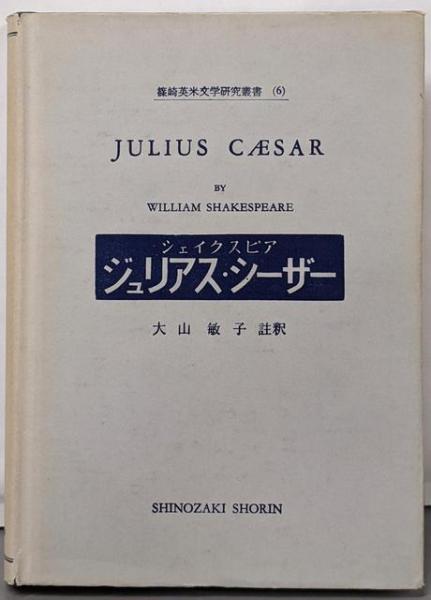 篠崎英米文学研究叢書 (6)
JULIUS CÆSAR
BY
WILLIAM SHAKESPEARE
シェイクスピア
ジュリアス・シーザー
大山 敏子 註釈
SHINOZAKI SHORIN